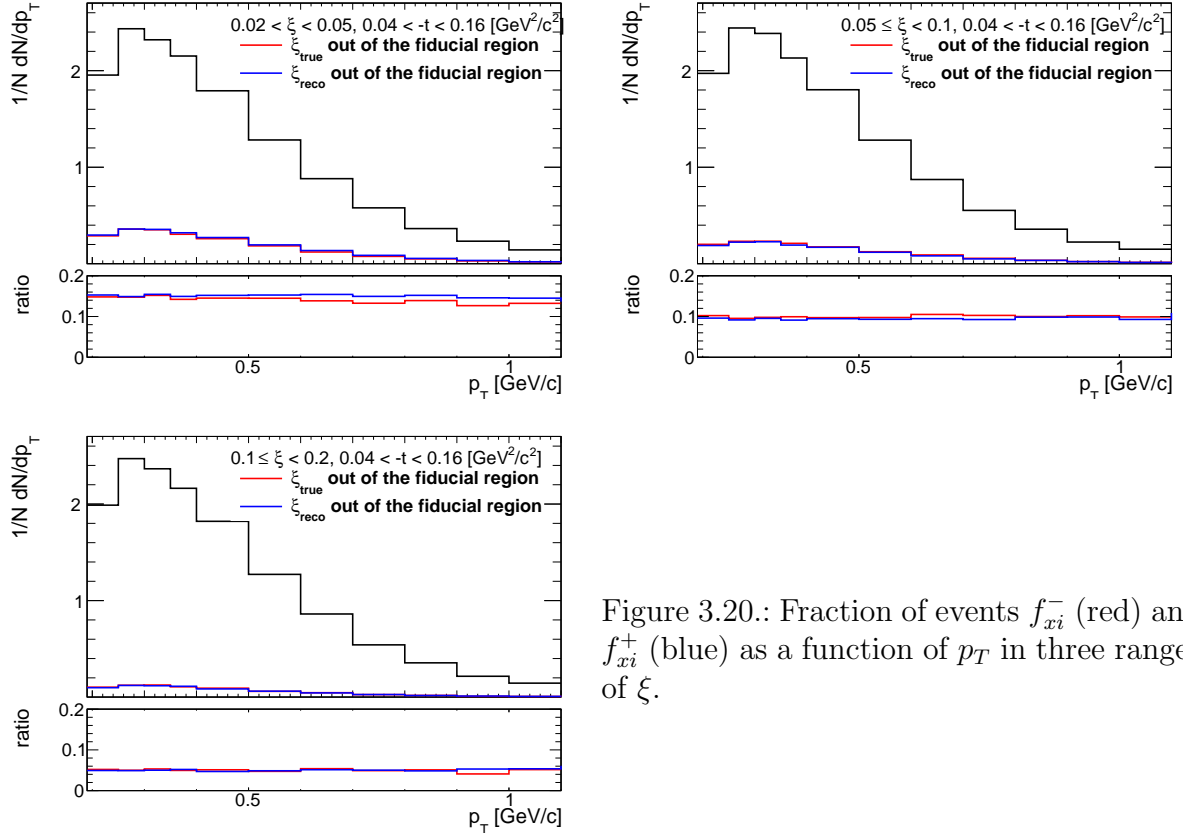 1/N dN/dp_T
0.02 < ξ < 0.05, 0.04 < -t < 0.16 [GeV²/c²]
ξ_true out of the fiducial region
ξ_reco out of the fiducial region
2
1
ratio
0.2
0.1
0
0.5 1
p_T [GeV/c]
1/N dN/dp_T
0.05 ≤ ξ < 0.1, 0.04 < -t < 0.16 [GeV²/c²]
ξ_true out of the fiducial region
ξ_reco out of the fiducial region
2
1
ratio
0.2
0.1
0
0.5 1
p_T [GeV/c]
1/N dN/dp_T
0.1 ≤ ξ < 0.2, 0.04 < -t < 0.16 [GeV²/c²]
ξ_true out of the fiducial region
ξ_reco out of the fiducial region
2
1
ratio
0.2
0.1
0
0.5 1
p_T [GeV/c]
Figure 3.20.: Fraction of events f_{xi}^- (red) an
f_{xi}^+ (blue) as a function of p_T in three range
of ξ.